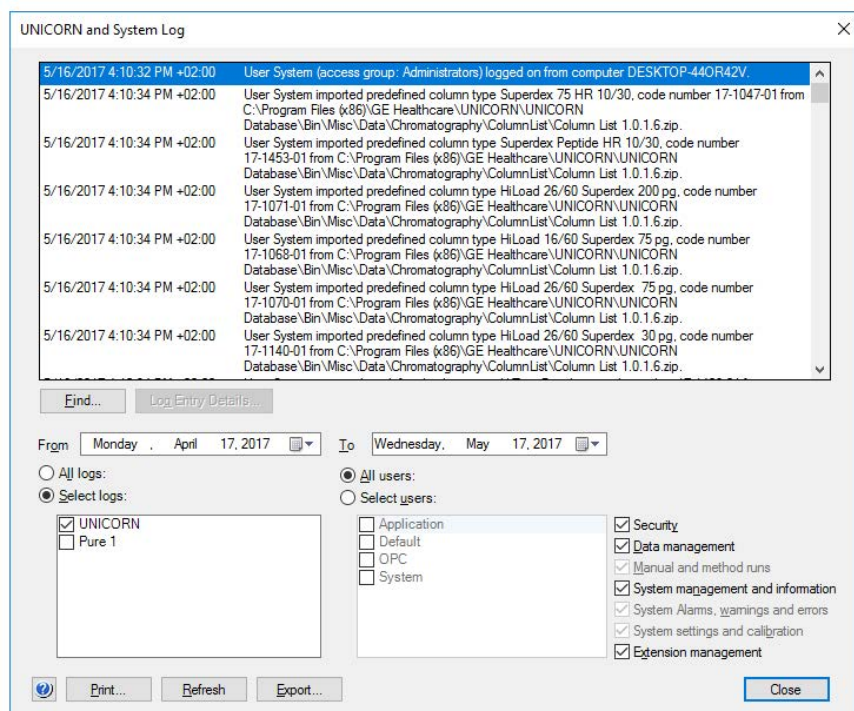 UNICORN and System Log
5/16/2017 4:10:32 PM +02:00 User System (access group: Administrators) logged on from computer DESKTOP-44OR42V.
5/16/2017 4:10:34 PM +02:00 User System imported predefined column type Superdex 75 HR 10/30, code number 17-1047-01 from
C:\Program Files (x86)\GE Healthcare\UNICORN\UNICORN
Database\Bin\Misc\Data\Chromatography\ColumnList\Column List 1.0.1.6.zip.
5/16/2017 4:10:34 PM +02:00 User System imported predefined column type Superdex Peptide HR 10/30, code number
17-1453-01 from C:\Program Files (x86)\GE Healthcare\UNICORN\UNICORN
Database\Bin\Misc\Data\Chromatography\ColumnList\Column List 1.0.1.6.zip.
5/16/2017 4:10:34 PM +02:00 User System imported predefined column type HiLoad 26/60 Superdex 200 pg, code number
17-1071-01 from C:\Program Files (x86)\GE Healthcare\UNICORN\UNICORN
Database\Bin\Misc\Data\Chromatography\ColumnList\Column List 1.0.1.6.zip.
5/16/2017 4:10:34 PM +02:00 User System imported predefined column type HiLoad 16/60 Superdex 75 pg, code number
17-1068-01 from C:\Program Files (x86)\GE Healthcare\UNICORN\UNICORN
Database\Bin\Misc\Data\Chromatography\ColumnList\Column List 1.0.1.6.zip.
5/16/2017 4:10:34 PM +02:00 User System imported predefined column type HiLoad 26/60 Superdex 75 pg, code number
17-1070-01 from C:\Program Files (x86)\GE Healthcare\UNICORN\UNICORN
Database\Bin\Misc\Data\Chromatography\ColumnList\Column List 1.0.1.6.zip.
5/16/2017 4:10:34 PM +02:00 User System imported predefined column type HiLoad 26/60 Superdex 30 pg, code number
17-1140-01 from C:\Program Files (x86)\GE Healthcare\UNICORN\UNICORN
Database\Bin\Misc\Data\Chromatography\ColumnList\Column List 1.0.1.6.zip.
Find... Log Entry Details...
From Monday , April 17, 2017 To Wednesday, May 17, 2017
All logs: All users:
Select logs: Select users:
UNICORN
Pure 1
Application
Default
OPC
System
Security
Data management
Manual and method runs
System management and information
System Alarms, warnings and errors
System settings and calibration
Extension management
Print... Refresh Export... Close